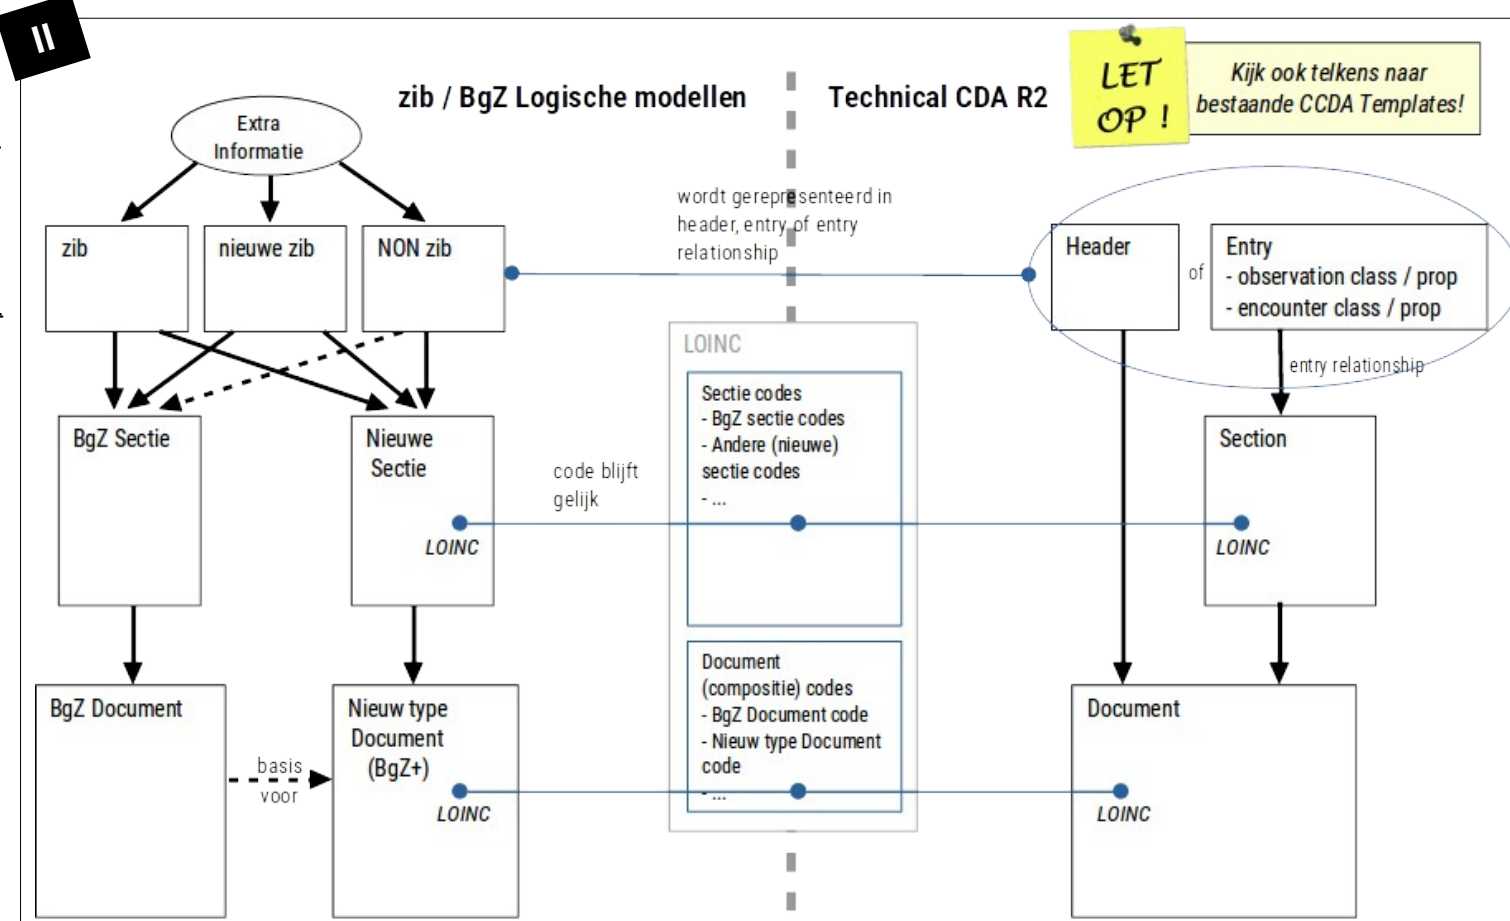 II
zib / BgZ Logische modellen
Technical CDA R2
LET
OP !
Kijk ook telkens naar
bestaande CCDA Templates!
Extra
Informatie
wordt gerepresenteerd in
header, entry of entry
relationship
zib
nieuwe zib
NON zib
Header
of
Entry
- observation class / prop
- encounter class / prop
entry relationship
LOINC
Sectie codes
- BgZ sectie codes
- Andere (nieuwe)
sectie codes
- ...
BgZ Sectie
Nieuwe
Sectie
LOINC
code blijft
gelijk
Section
LOINC
Document
(compositie) codes
- BgZ Document code
- Nieuw type Document
code
- ...
BgZ Document
basis
voor
Nieuw type
Document
(BgZ+)
LOINC
Document
LOINC